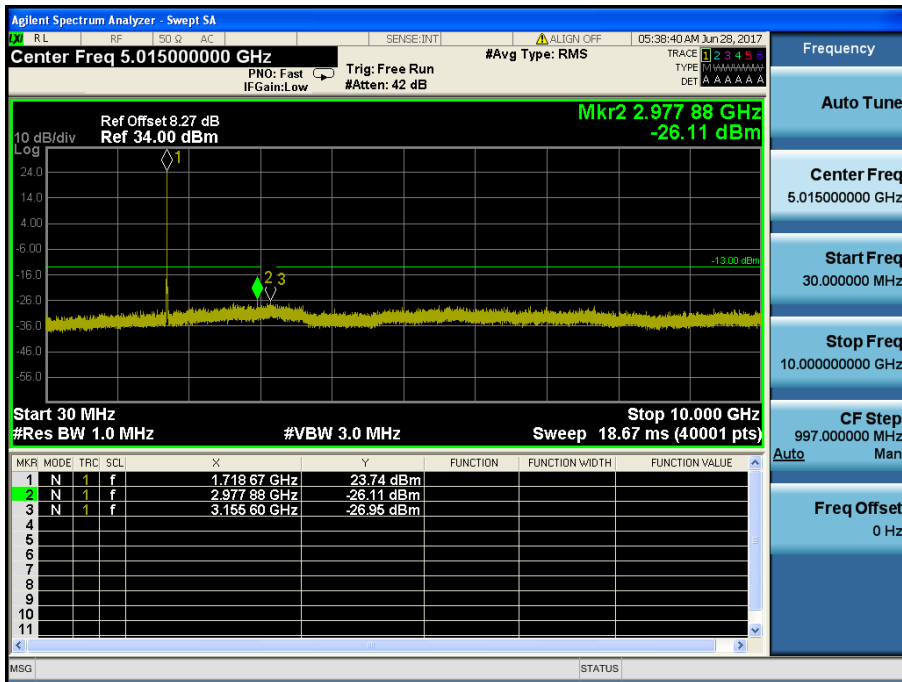 Agilent Spectrum Analyzer - Swept SA
LXI RL RF 50 Ω AC SENSE:INT ALIGN OFF 05:38:40 AM Jun 28, 2017
Center Freq 5.015000000 GHz
#Avg Type: RMS
TRACE 1 2 3 4 5 6
PNO: Fast Trig: Free Run
TYPE MWWWWW
IFGain:Low #Atten: 42 dB
DET A A A A A A
Mkr2 2.977 88 GHz
-26.11 dBm
Ref Offset 8.27 dB
10 dB/div Ref 34.00 dBm
Log
1
24.0
14.0
4.00
-6.00
-13.00 dBm
-16.0
2 3
-26.0
-36.0
-46.0
-56.0
Start 30 MHz Stop 10.000 GHz
#Res BW 1.0 MHz #VBW 3.0 MHz Sweep 18.67 ms (40001 pts)
MKR MODE TRC SCL X Y FUNCTION FUNCTION WIDTH FUNCTION VALUE
1 N 1 f 1.718 67 GHz 23.74 dBm
2 N 1 f 2.977 88 GHz -26.11 dBm
3 N 1 f 3.155 60 GHz -26.95 dBm
4
5
6
7
8
9
10
11
MSG STATUS
Frequency
Auto Tune
Center Freq
5.015000000 GHz
Start Freq
30.000000 MHz
Stop Freq
10.000000000 GHz
CF Step
997.000000 MHz
Auto Man
Freq Offset
0 Hz